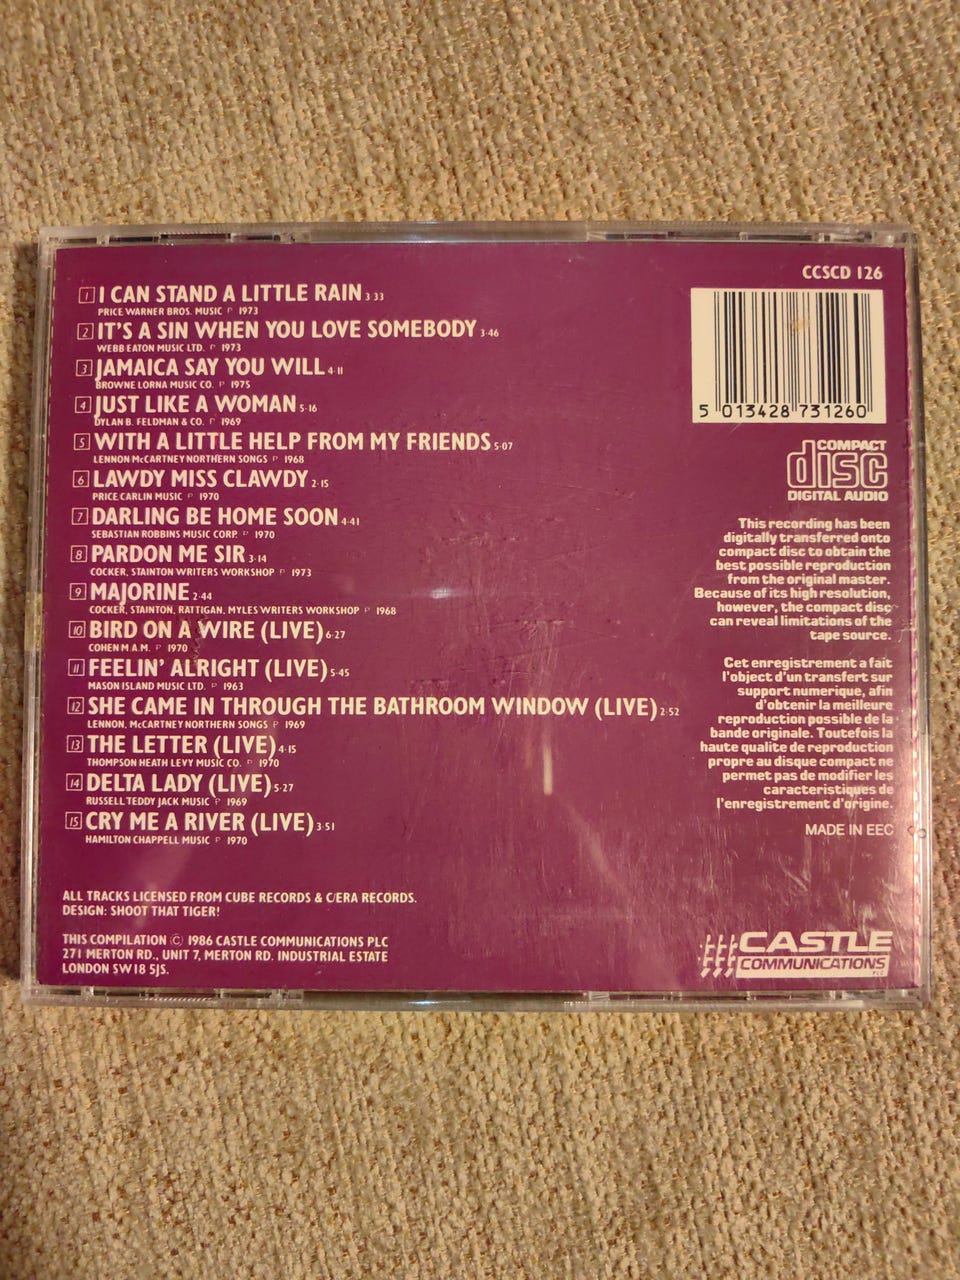 CCSCD 126
1 I CAN STAND A LITTLE RAIN 3·33
PRICE WARNER BROS. MUSIC ℗ 1973
2 IT'S A SIN WHEN YOU LOVE SOMEBODY 3·46
WEBB EATON MUSIC LTD. ℗ 1973
3 JAMAICA SAY YOU WILL 4·11
BROWNE LORNA MUSIC CO. ℗ 1975
4 JUST LIKE A WOMAN 5·16
DYLAN B. FELDMAN & CO. ℗ 1969
5 WITH A LITTLE HELP FROM MY FRIENDS 5·07
LENNON McCARTNEY NORTHERN SONGS ℗ 1968
6 LAWDY MISS CLAWDY 2·15
PRICE CARLIN MUSIC ℗ 1970
7 DARLING BE HOME SOON 4·41
SEBASTIAN ROBBINS MUSIC CORP. ℗ 1970
8 PARDON ME SIR 3·14
COCKER, STAINTON WRITERS WORKSHOP ℗ 1973
9 MAJORINE 2·44
COCKER, STAINTON, RATTIGAN, MYLES WRITERS WORKSHOP ℗ 1968
10 BIRD ON A WIRE (LIVE) 6·27
COHEN M.A.M. ℗ 1970
11 FEELIN' ALRIGHT (LIVE) 5·45
MASON ISLAND MUSIC LTD. ℗ 1963
12 SHE CAME IN THROUGH THE BATHROOM WINDOW (LIVE) 2·52
LENNON, McCARTNEY NORTHERN SONGS ℗ 1969
13 THE LETTER (LIVE) 4·15
THOMPSON HEATH LEVY MUSIC CO. ℗ 1970
14 DELTA LADY (LIVE) 5·27
RUSSELL TEDDY JACK MUSIC ℗ 1969
15 CRY ME A RIVER (LIVE) 3·51
HAMILTON CHAPPELL MUSIC ℗ 1970
ALL TRACKS LICENSED FROM CUBE RECORDS & C/ERA RECORDS.
DESIGN: SHOOT THAT TIGER!
THIS COMPILATION © 1986 CASTLE COMMUNICATIONS PLC
271 MERTON RD., UNIT 7, MERTON RD. INDUSTRIAL ESTATE
LONDON SW18 5JS.
5 013428 731260
COMPACT
disc
DIGITAL AUDIO
This recording has been
digitally transferred onto
compact disc to obtain the
best possible reproduction
from the original master.
Because of its high resolution,
however, the compact disc
can reveal limitations of the
tape source.
Cet enregistrement a fait
l'object d'un transfert sur
support numerique, afin
d'obtenir la meilleure
reproduction possible de la
bande originale. Toutefois la
haute qualite de reproduction
propre au disque compact ne
permet pas de modifier les
caracteristiques de
l'enregistrement d'origine.
MADE IN EEC
CASTLE
COMMUNICATIONS
PLC